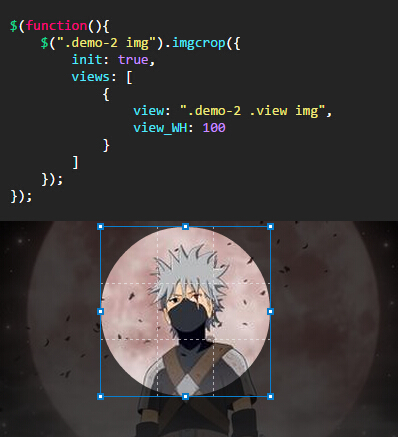 $(function(){
    $(".demo-2 img").imgcrop({
        init: true,
        views: [
            {
                view: ".demo-2 .view img",
                view_WH: 100
            }
        ]
    });
});